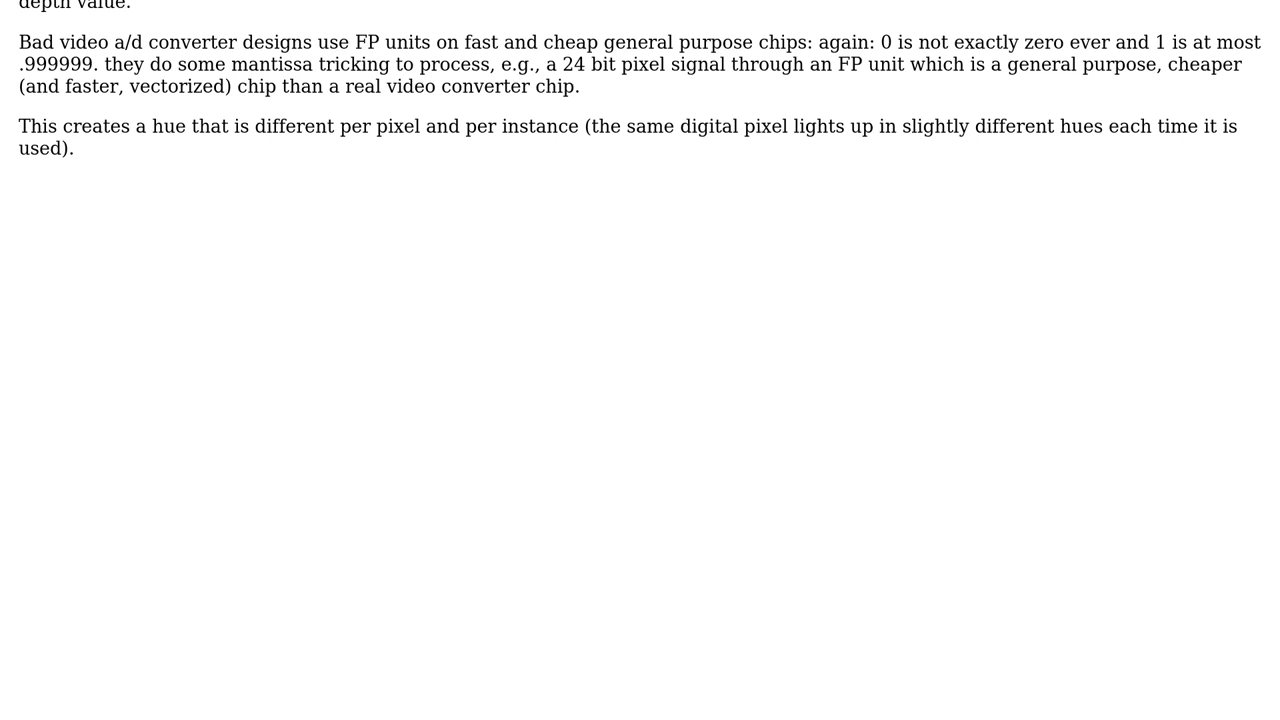 depth value.
Bad video a/d converter designs use FP units on fast and cheap general purpose chips: again: 0 is not exactly zero ever and 1 is at most
.999999. they do some mantissa tricking to process, e.g., a 24 bit pixel signal through an FP unit which is a general purpose, cheaper
(and faster, vectorized) chip than a real video converter chip.
This creates a hue that is different per pixel and per instance (the same digital pixel lights up in slightly different hues each time it is
used).